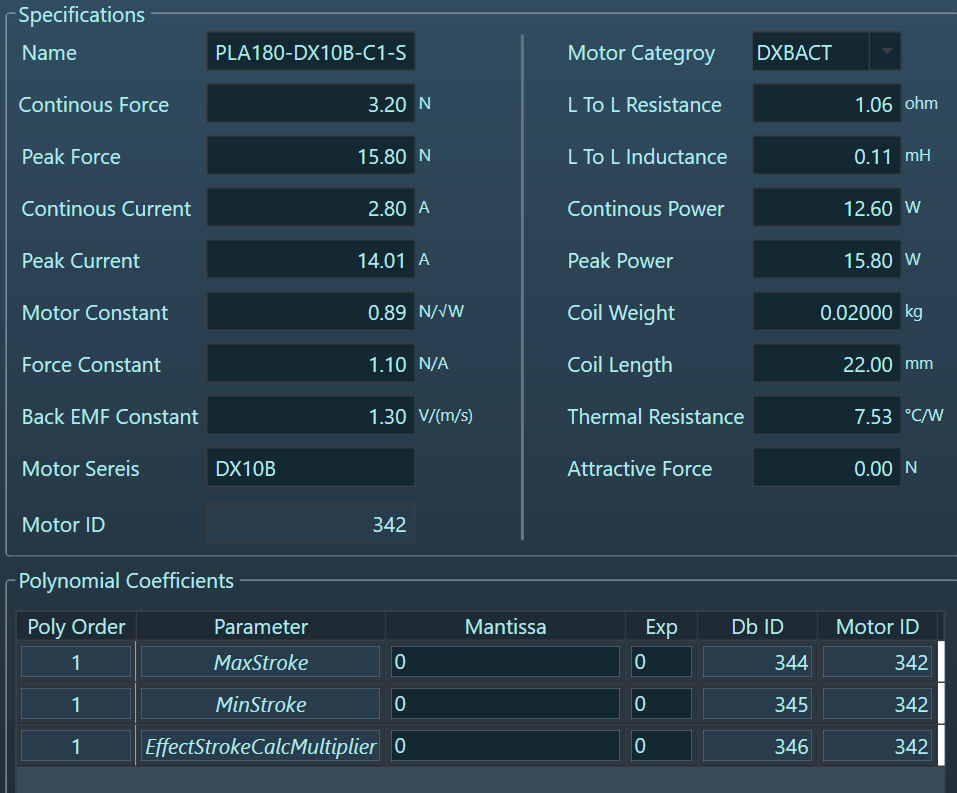 Specifications
Name PLA180-DX10B-C1-S Motor Categroy DXBACT
Continous Force 3.20 N L To L Resistance 1.06 ohm
Peak Force 15.80 N L To L Inductance 0.11 mH
Continous Current 2.80 A Continous Power 12.60 W
Peak Current 14.01 A Peak Power 15.80 W
Motor Constant 0.89 N/√W Coil Weight 0.02000 kg
Force Constant 1.10 N/A Coil Length 22.00 mm
Back EMF Constant 1.30 V/(m/s) Thermal Resistance 7.53 °C/W
Motor Sereis DX10B Attractive Force 0.00 N
Motor ID 342
Polynomial Coefficients
Poly Order Parameter Mantissa Exp Db ID Motor ID
1 MaxStroke 0 0 344 342
1 MinStroke 0 0 345 342
1 EffectStrokeCalcMultiplier 0 0 346 342